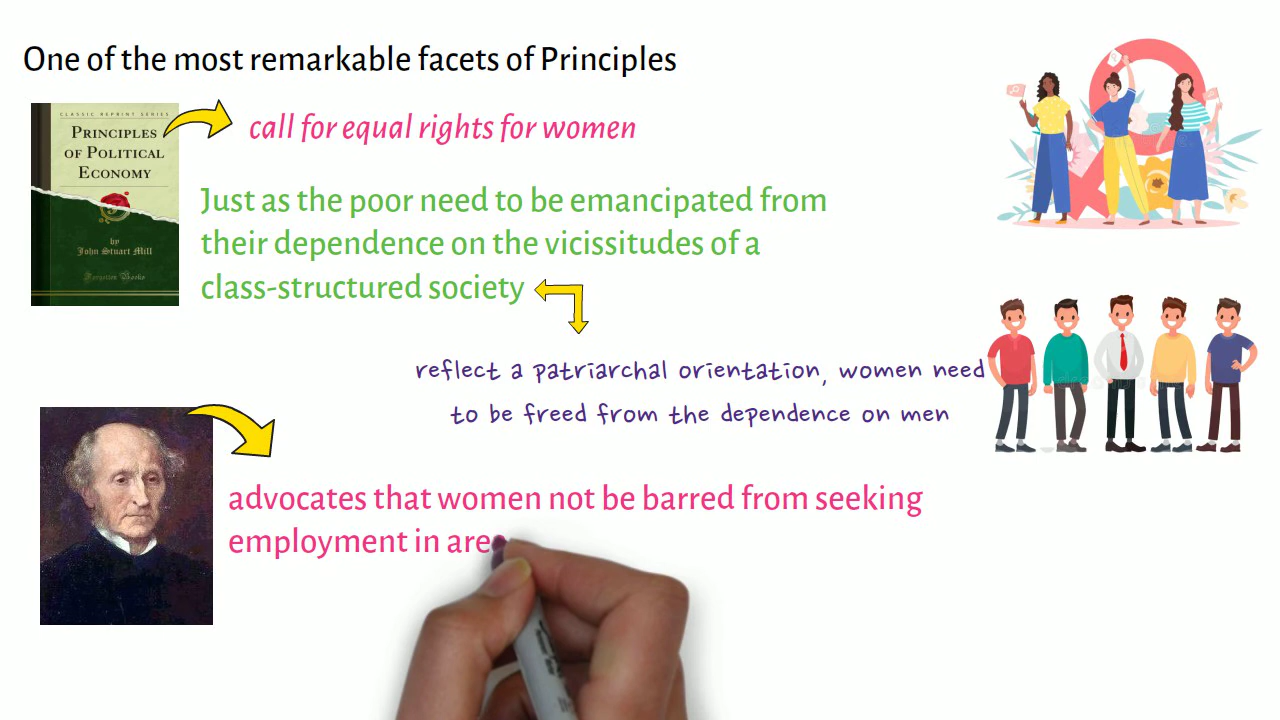 One of the most remarkable facets of Principles
CLASSIC REPRINT SERIES
PRINCIPLES
OF POLITICAL
ECONOMY
by
John Stuart Mill
Forgotten Books
call for equal rights for women
Just as the poor need to be emancipated from
their dependence on the vicissitudes of a
class-structured society
reflect a patriarchal orientation, women need
to be freed from the dependence on men
advocates that women not be barred from seeking
employment in are